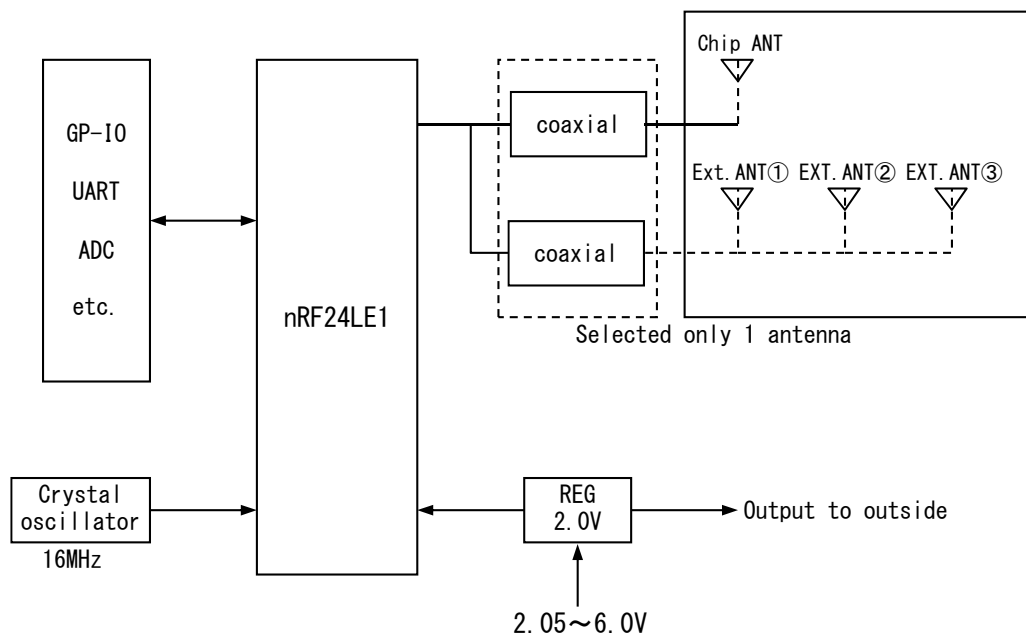 Chip ANT
GP-IO
UART
ADC
etc.
coaxial
Ext.ANT① EXT.ANT② EXT.ANT③
coaxial
nRF24LE1
Selected only 1 antenna
Crystal
oscillator
16MHz
REG
2.0V
Output to outside
2.05～6.0V